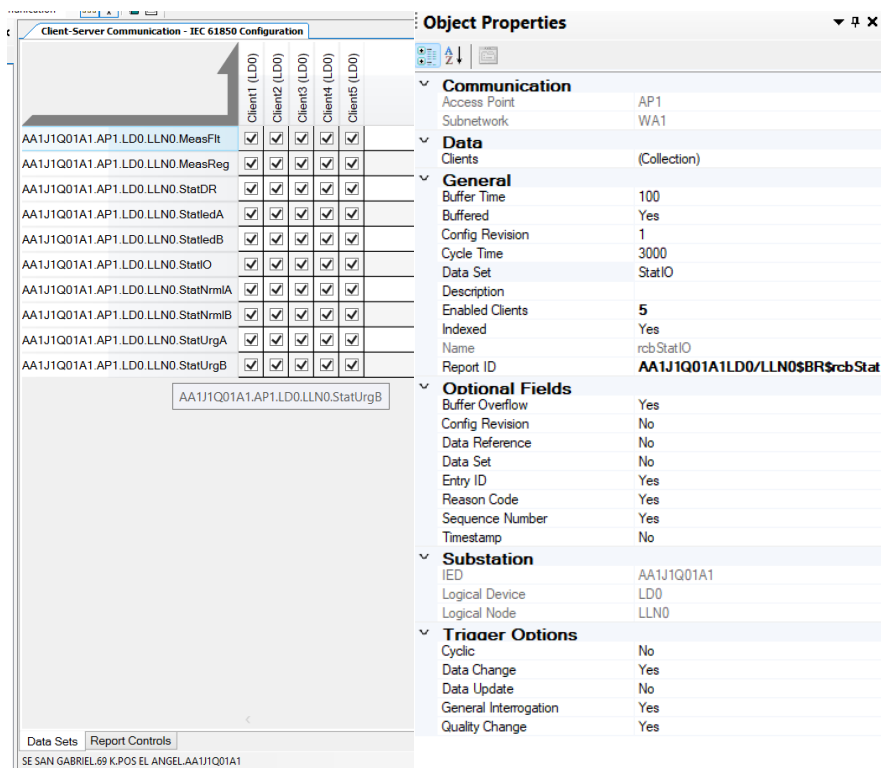 Client-Server Communication - IEC 61850 Configuration
Client1 (LD0)
Client2 (LD0)
Client3 (LD0)
Client4 (LD0)
Client5 (LD0)
AA1J1Q01A1.AP1.LD0.LLN0.MeasFlt
AA1J1Q01A1.AP1.LD0.LLN0.MeasReg
AA1J1Q01A1.AP1.LD0.LLN0.StatDR
AA1J1Q01A1.AP1.LD0.LLN0.StatledA
AA1J1Q01A1.AP1.LD0.LLN0.StatledB
AA1J1Q01A1.AP1.LD0.LLN0.StatIO
AA1J1Q01A1.AP1.LD0.LLN0.StatNrmlA
AA1J1Q01A1.AP1.LD0.LLN0.StatNrmlB
AA1J1Q01A1.AP1.LD0.LLN0.StatUrgA
AA1J1Q01A1.AP1.LD0.LLN0.StatUrgB
AA1J1Q01A1.AP1.LD0.LLN0.StatUrgB
Data Sets Report Controls
SE SAN GABRIEL.69 K.POS EL ANGEL.AA1J1Q01A1
Object Properties
Communication
Access Point AP1
Subnetwork WA1
Data
Clients (Collection)
General
Buffer Time 100
Buffered Yes
Config Revision 1
Cycle Time 3000
Data Set StatIO
Description
Enabled Clients 5
Indexed Yes
Name rcbStatIO
Report ID AA1J1Q01A1LD0/LLN0$BR$rcbStat
Optional Fields
Buffer Overflow Yes
Config Revision No
Data Reference No
Data Set No
Entry ID Yes
Reason Code Yes
Sequence Number Yes
Timestamp No
Substation
IED AA1J1Q01A1
Logical Device LD0
Logical Node LLN0
Trigger Options
Cyclic No
Data Change Yes
Data Update No
General Interrogation Yes
Quality Change Yes